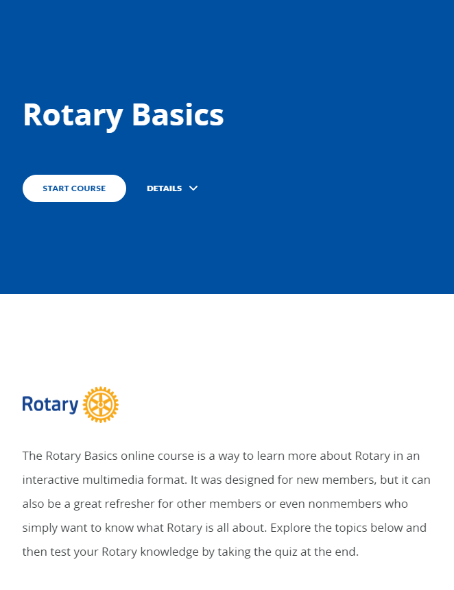 Rotary Basics
START COURSE DETAILS
Rotary
The Rotary Basics online course is a way to learn more about Rotary in an
interactive multimedia format. It was designed for new members, but it can
also be a great refresher for other members or even nonmembers who
simply want to know what Rotary is all about. Explore the topics below and
then test your Rotary knowledge by taking the quiz at the end.